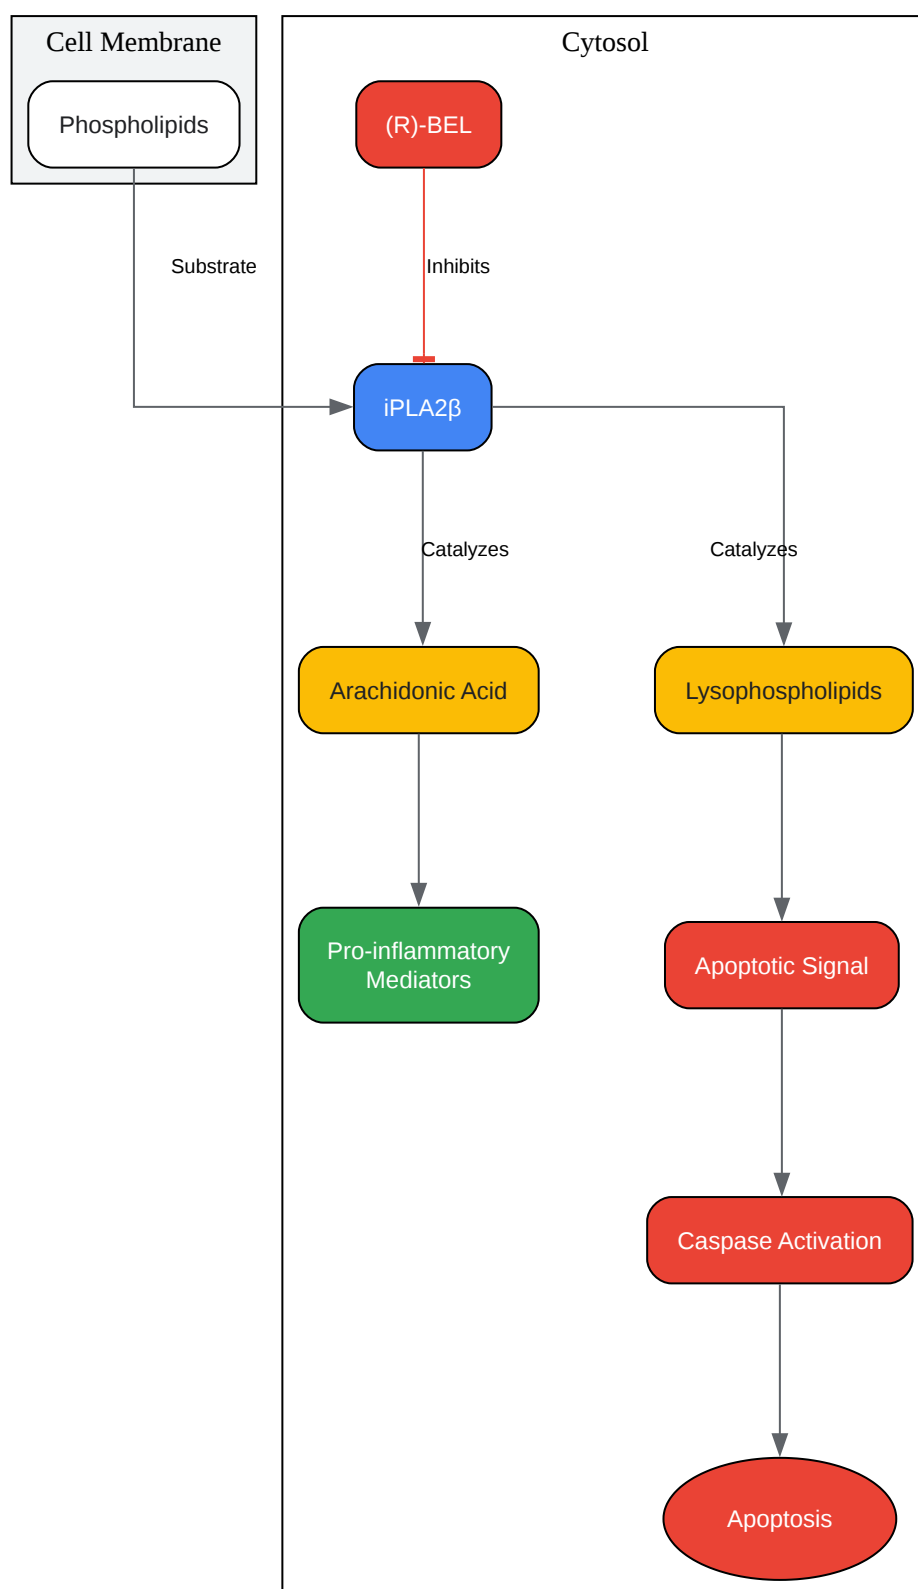 Cell Membrane
Cytosol
Phospholipids
(R)-BEL
Substrate
Inhibits
iPLA2β
Catalyzes
Catalyzes
Arachidonic Acid
Lysophospholipids
Pro-inflammatory
Mediators
Apoptotic Signal
Caspase Activation
Apoptosis